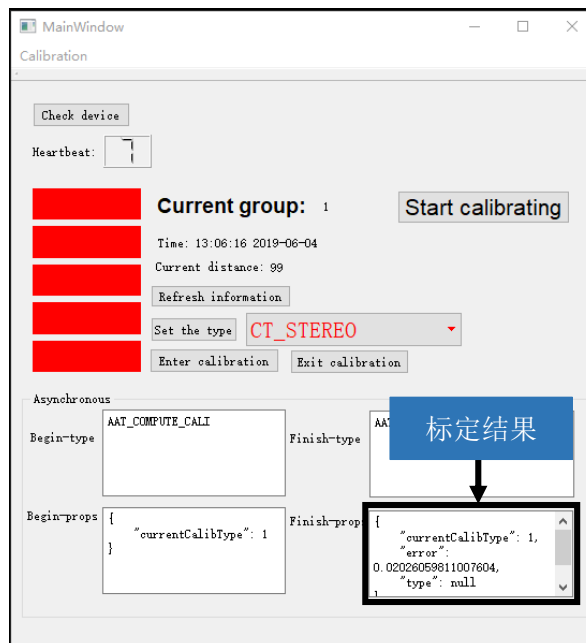 MainWindow
Calibration
Check device
Heartbeat: 7
Current group: 1
Start calibrating
Time: 13:06:16 2019-06-04
Current distance: 99
Refresh information
Set the type CT_STEREO
Enter calibration Exit calibration
Asynchronous
Begin-type
AAT_COMPUTE_CALI
Finish-type
AAT
标定结果
Begin-props
{
"currentCalibType": 1
}
Finish-prop
{
"currentCalibType": 1,
"error":
0.02026059811007604,
"type": null